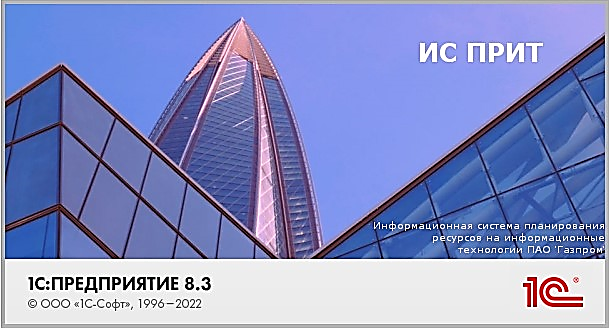 ИС ПРИТ
Информационная система планирования
ресурсов на информационные
технологии ПАО 'Газпром'
1С:ПРЕДПРИЯТИЕ 8.3
© ООО «1С-Софт», 1996–2022
1С®